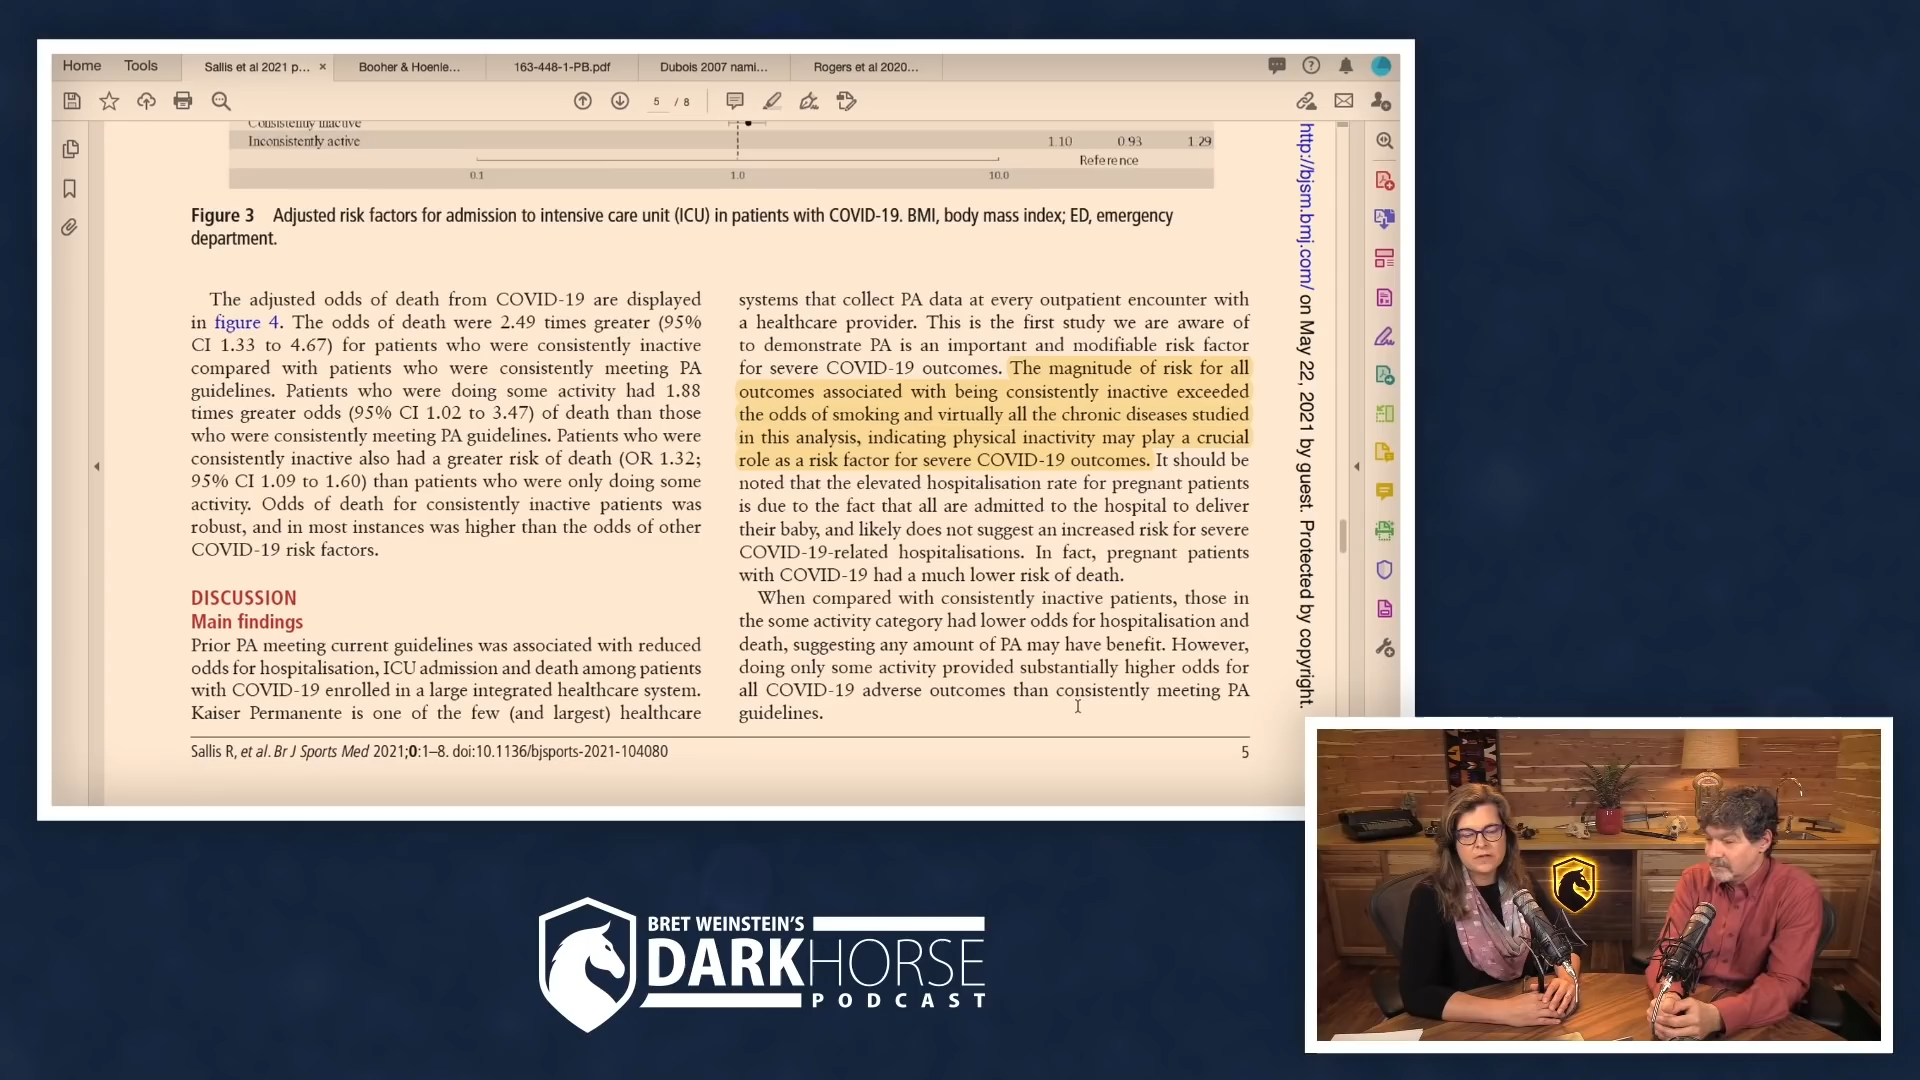 Home Tools Sallis et al 2021 p... × Booher & Hoenle... 163-448-1-PB.pdf Dubois 2007 nami... Rogers et al 2020...
5 / 8
Consistently inactive
Inconsistently active 1.10 0.93 1.29
Reference
0.1 1.0 10.0
Figure 3 Adjusted risk factors for admission to intensive care unit (ICU) in patients with COVID-19. BMI, body mass index; ED, emergency
department.
The adjusted odds of death from COVID-19 are displayed
in figure 4. The odds of death were 2.49 times greater (95%
CI 1.33 to 4.67) for patients who were consistently inactive
compared with patients who were consistently meeting PA
guidelines. Patients who were doing some activity had 1.88
times greater odds (95% CI 1.02 to 3.47) of death than those
who were consistently meeting PA guidelines. Patients who were
consistently inactive also had a greater risk of death (OR 1.32;
95% CI 1.09 to 1.60) than patients who were only doing some
activity. Odds of death for consistently inactive patients was
robust, and in most instances was higher than the odds of other
COVID-19 risk factors.
DISCUSSION
Main findings
Prior PA meeting current guidelines was associated with reduced
odds for hospitalisation, ICU admission and death among patients
with COVID-19 enrolled in a large integrated healthcare system.
Kaiser Permanente is one of the few (and largest) healthcare
systems that collect PA data at every outpatient encounter with
a healthcare provider. This is the first study we are aware of
to demonstrate PA is an important and modifiable risk factor
for severe COVID-19 outcomes. The magnitude of risk for all
outcomes associated with being consistently inactive exceeded
the odds of smoking and virtually all the chronic diseases studied
in this analysis, indicating physical inactivity may play a crucial
role as a risk factor for severe COVID-19 outcomes. It should be
noted that the elevated hospitalisation rate for pregnant patients
is due to the fact that all are admitted to the hospital to deliver
their baby, and likely does not suggest an increased risk for severe
COVID-19-related hospitalisations. In fact, pregnant patients
with COVID-19 had a much lower risk of death.
When compared with consistently inactive patients, those in
the some activity category had lower odds for hospitalisation and
death, suggesting any amount of PA may have benefit. However,
doing only some activity provided substantially higher odds for
all COVID-19 adverse outcomes than consistently meeting PA
guidelines.
Sallis R, et al. Br J Sports Med 2021;0:1–8. doi:10.1136/bjsports-2021-104080 5
http://bjsm.bmj.com/ on May 22, 2021 by guest. Protected by copyright.
BRET WEINSTEIN'S
DARKHORSE
PODCAST